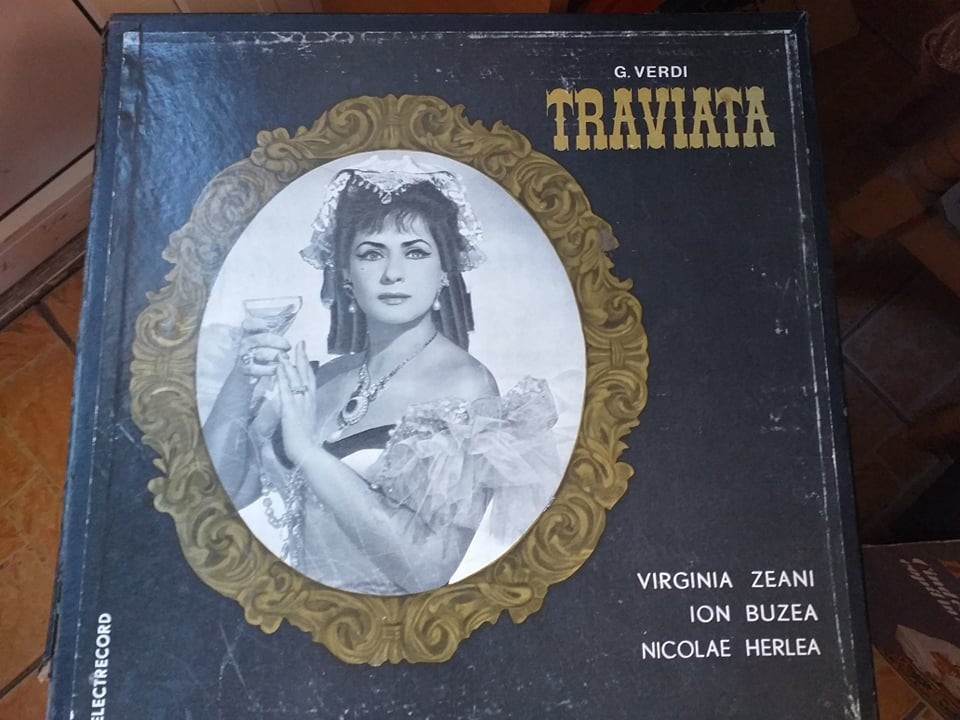 G. VERDI
TRAVIATA
VIRGINIA ZEANI
ION BUZEA
NICOLAE HERLEA
ELECTRECORD